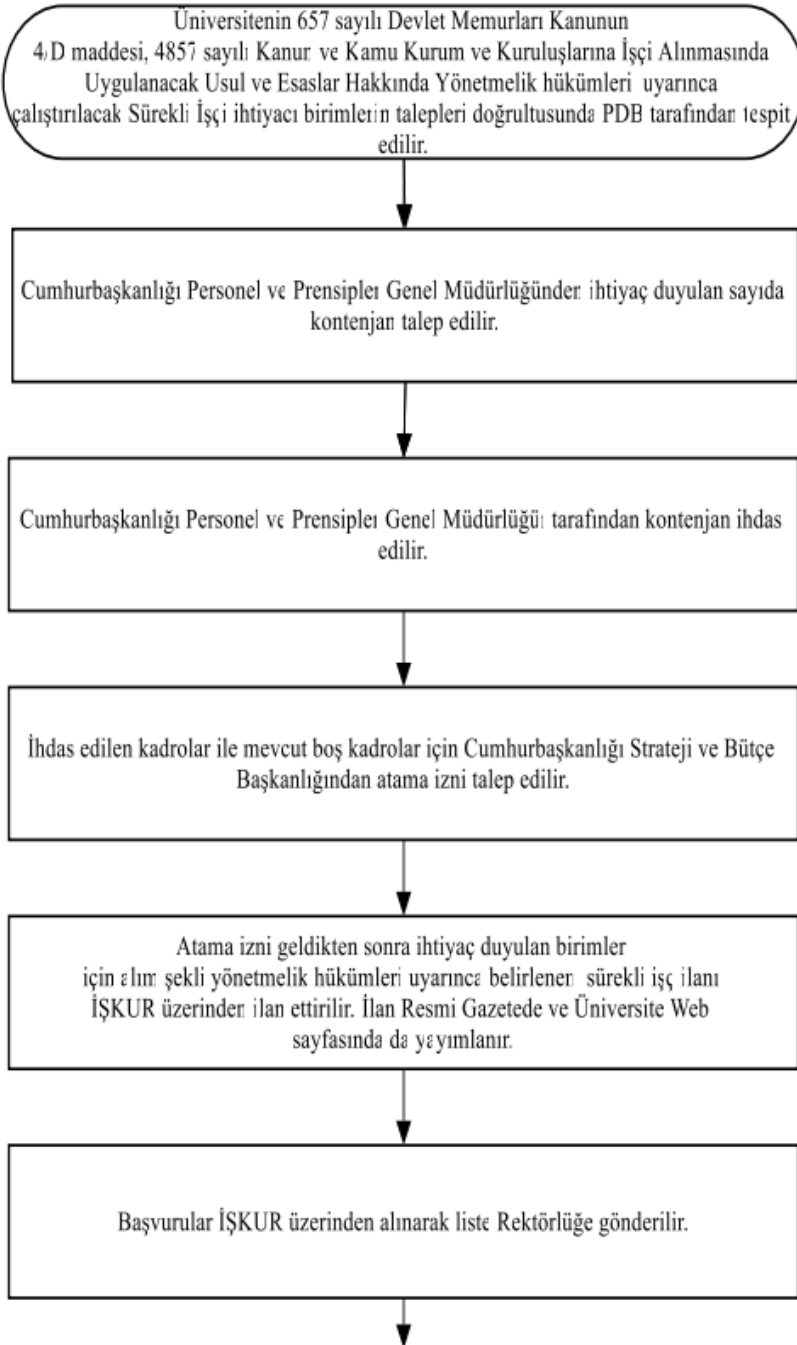 Üniversitenin 657 sayılı Devlet Memurları Kanunun
4/D maddesi, 4857 sayılı Kanun ve Kamu Kurum ve Kuruluşlarına İşçi Alınmasında
Uygulanacak Usul ve Esaslar Hakkında Yönetmelik hükümleri uyarınca
çalıştırılacak Sürekli İşçi ihtiyacı birimlerin talepleri doğrultusunda PDB tarafından tespit
edilir.
Cumhurbaşkanlığı Personel ve Prensipler Genel Müdürlüğünden ihtiyaç duyulan sayıda
kontenjan talep edilir.
Cumhurbaşkanlığı Personel ve Prensipler Genel Müdürlüğü tarafından kontenjan ihdas
edilir.
İhdas edilen kadrolar ile mevcut boş kadrolar için Cumhurbaşkanlığı Strateji ve Bütçe
Başkanlığından atama izni talep edilir.
Atama izni geldikten sonra ihtiyaç duyulan birimler
için alım şekli yönetmelik hükümleri uyarınca belirlenen sürekli işç ilanı
İŞKUR üzerinden ilan ettirilir. İlan Resmi Gazetede ve Üniversite Web
sayfasında da yayımlanır.
Başvurular İŞKUR üzerinden alınarak liste Rektörlüğe gönderilir.